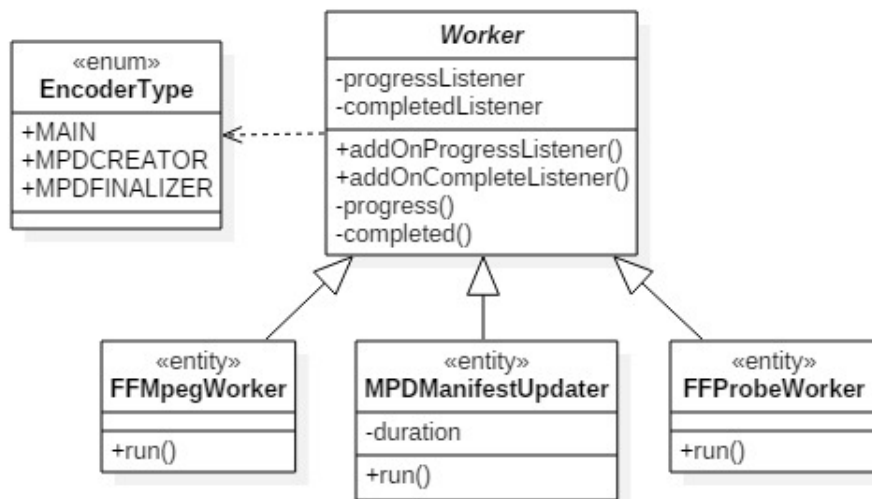 «enum»
EncoderType
+MAIN
+MPDCREATOR
+MPDFINALIZER
Worker
-progressListener
-completedListener
+addOnProgressListener()
+addOnCompleteListener()
-progress()
-completed()
«entity»
FFMpegWorker
+run()
«entity»
MPDManifestUpdater
-duration
+run()
«entity»
FFProbeWorker
+run()